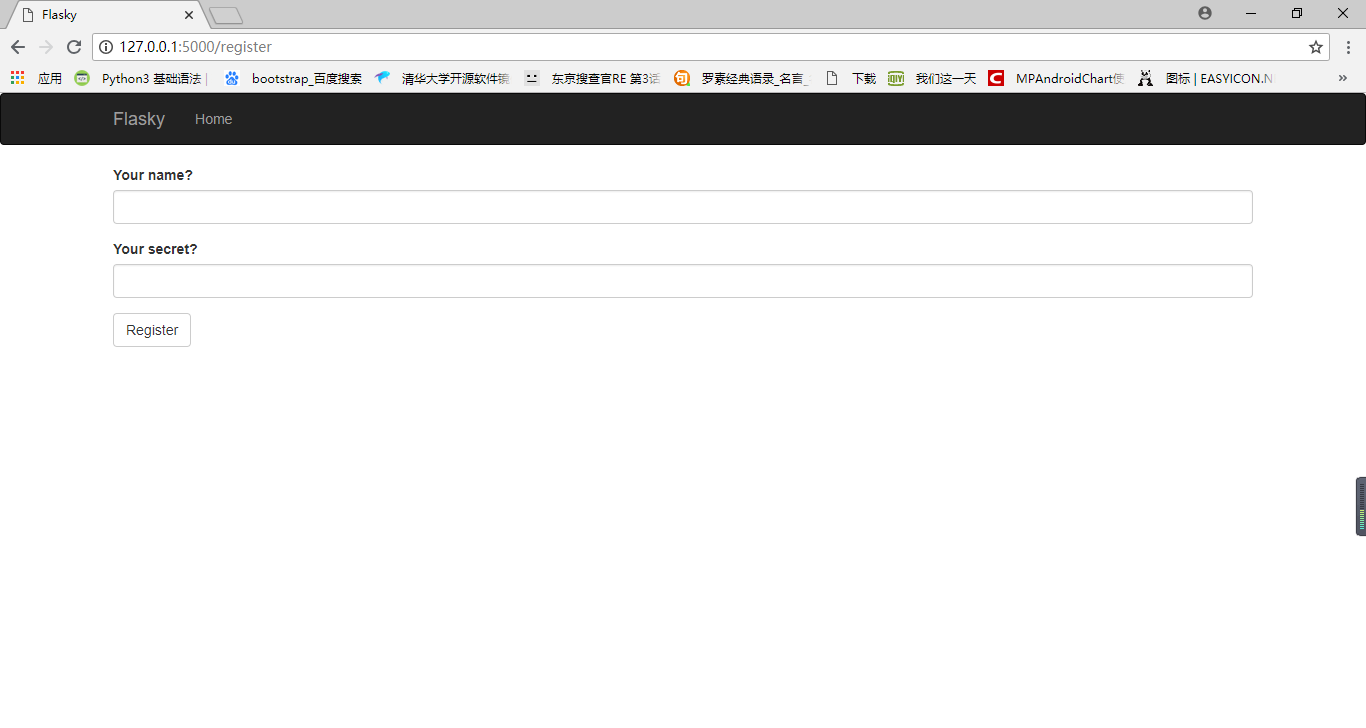 Flasky
127.0.0.1:5000/register
应用 Python3 基础语法 | bootstrap_百度搜索 清华大学开源软件镜 东京搜查官RE 第3话 罗素经典语录_名言_ 下载 我们这一天 MPAndroidChart使 图标 | EASYICON.N »
Flasky Home
Your name?
Your secret?
Register